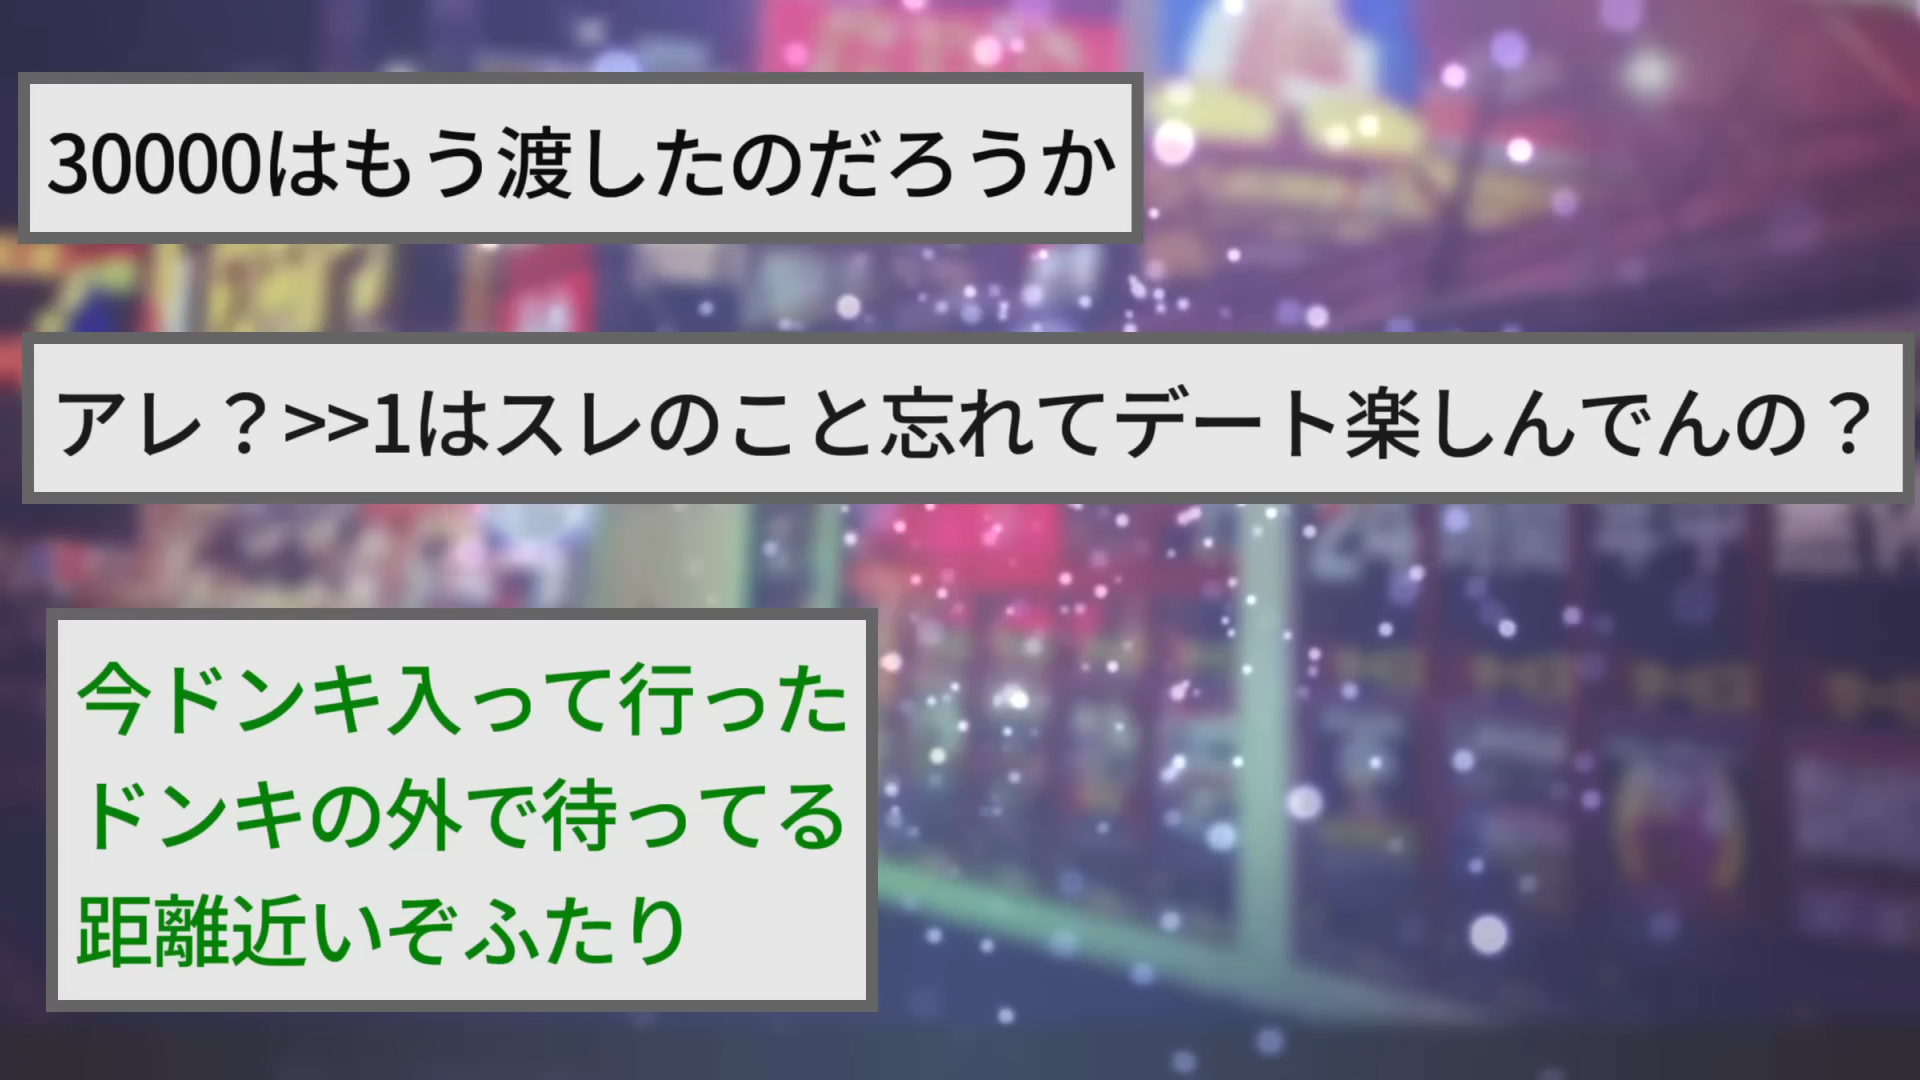 30000はもう渡したのだろうか
アレ？>>1はスレのこと忘れてデート楽しんでんの？
今ドンキ入って行った
ドンキの外で待ってる
距離近いぞふたり